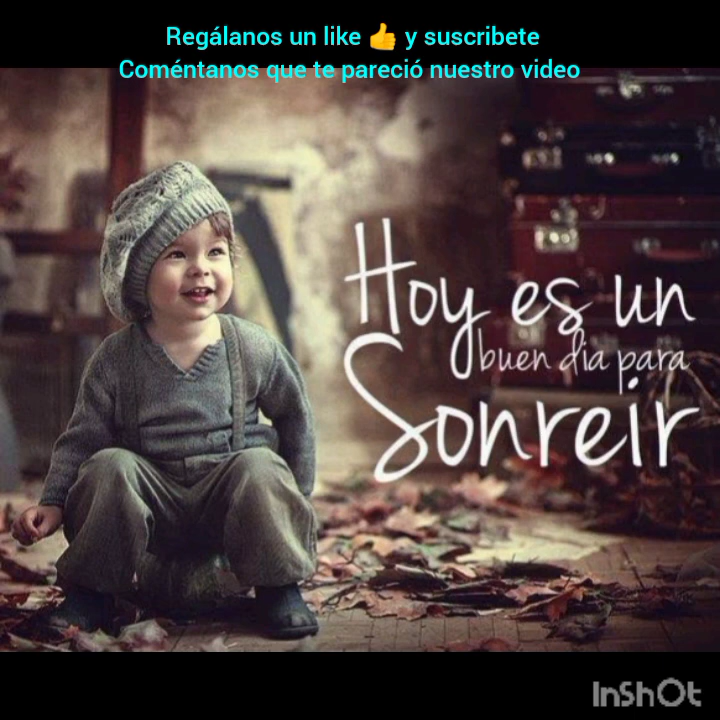 Regálanos un like 👍 y suscribete
Coméntanos que te pareció nuestro video
Hoy es un
buen dia para
Sonreir
InShOt